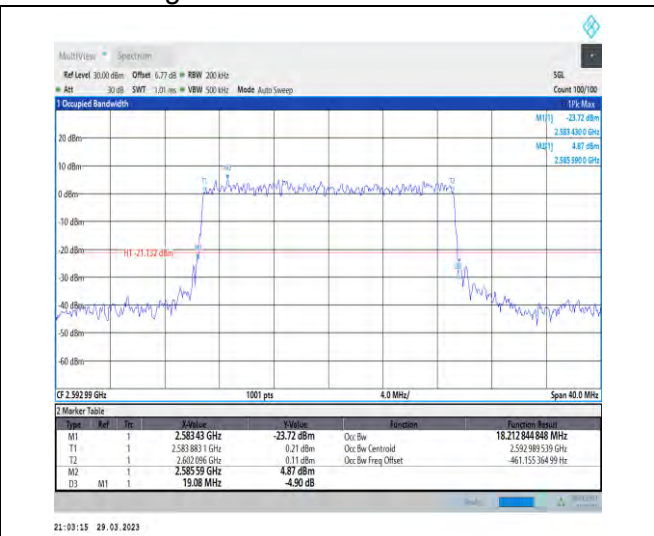 MultiView Spectrum
Ref Level 30.00 dBm Offset 6.77 dB RBW 200 kHz SGL
Att 30 dB SWT 1.01 ms VBW 500 kHz Mode Auto Sweep Count 100/100
1 Occupied Bandwidth 1Pk Max
M1[1] -23.72 dBm
2.583 430 0 GHz
M2[1] 4.87 dBm
2.585 590 0 GHz
20 dBm
10 dBm
M2
T1 T2
0 dBm
-10 dBm
-20 dBm
H1 -21.132 dBm
M1
D3
-30 dBm
-40 dBm
-50 dBm
-60 dBm
CF 2.592 99 GHz 1001 pts 4.0 MHz/ Span 40.0 MHz
2 Marker Table
Type Ref Trc X-Value Y-Value Function Function Result
M1 1 2.583 43 GHz -23.72 dBm Occ Bw 18.212 844 848 MHz
T1 1 2.583 883 1 GHz 0.21 dBm Occ Bw Centroid 2.592 989 539 GHz
T2 1 2.602 096 GHz 0.11 dBm Occ Bw Freq Offset -461.155 364 99 Hz
M2 1 2.585 59 GHz 4.87 dBm
D3 M1 1 19.08 MHz -4.90 dB
21:03:15 29.03.2023